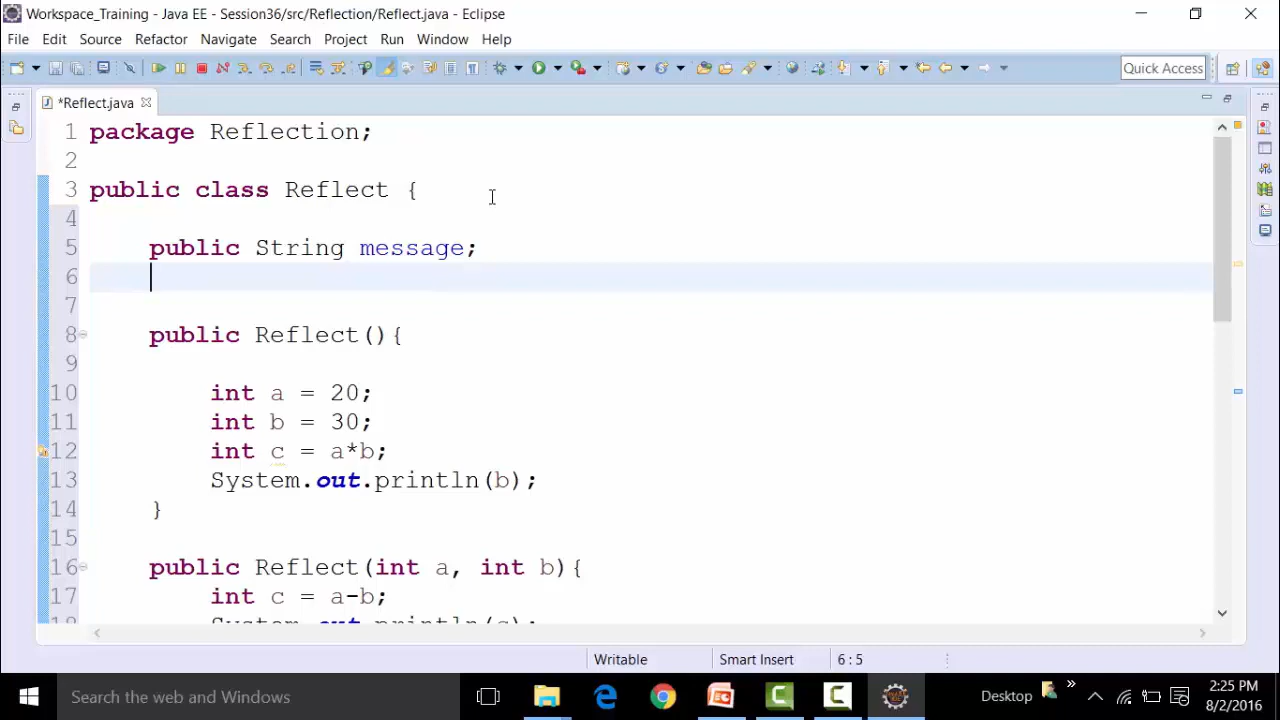 Workspace_Training - Java EE - Session36/src/Reflection/Reflect.java - Eclipse
File Edit Source Refactor Navigate Search Project Run Window Help
Quick Access
*Reflect.java
1 package Reflection;
2
3 public class Reflect {
4
5 public String message;
6
7
8 public Reflect(){
9
10 int a = 20;
11 int b = 30;
12 int c = a*b;
13 System.out.println(b);
14 }
15
16 public Reflect(int a, int b){
17 int c = a-b;
18 System.out.println(c);
Writable Smart Insert 6 : 5
Search the web and Windows Desktop 2:25 PM
8/2/2016